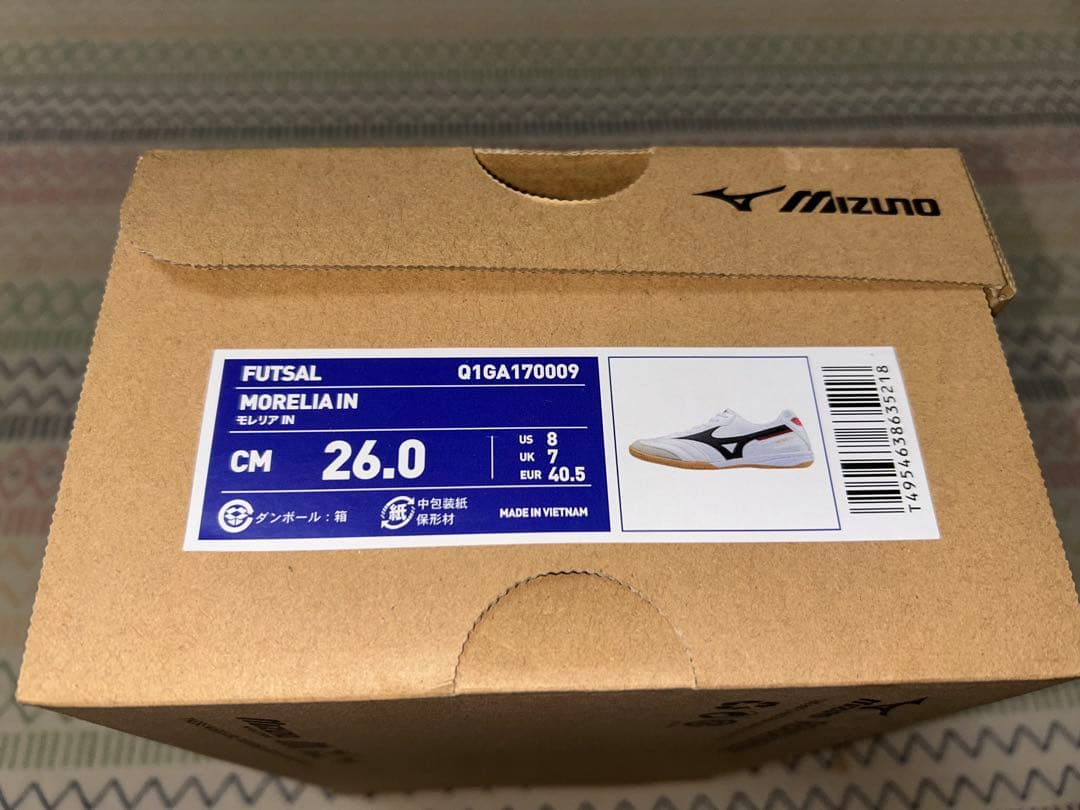 MIZUNO
FUTSAL Q1GA170009
MORELIA IN
モレリア IN
CM 26.0
US 8
UK 7
EUR 40.5
ダンボール：箱
紙 中包装紙
保形材
MADE IN VIETNAM
T4954638635218